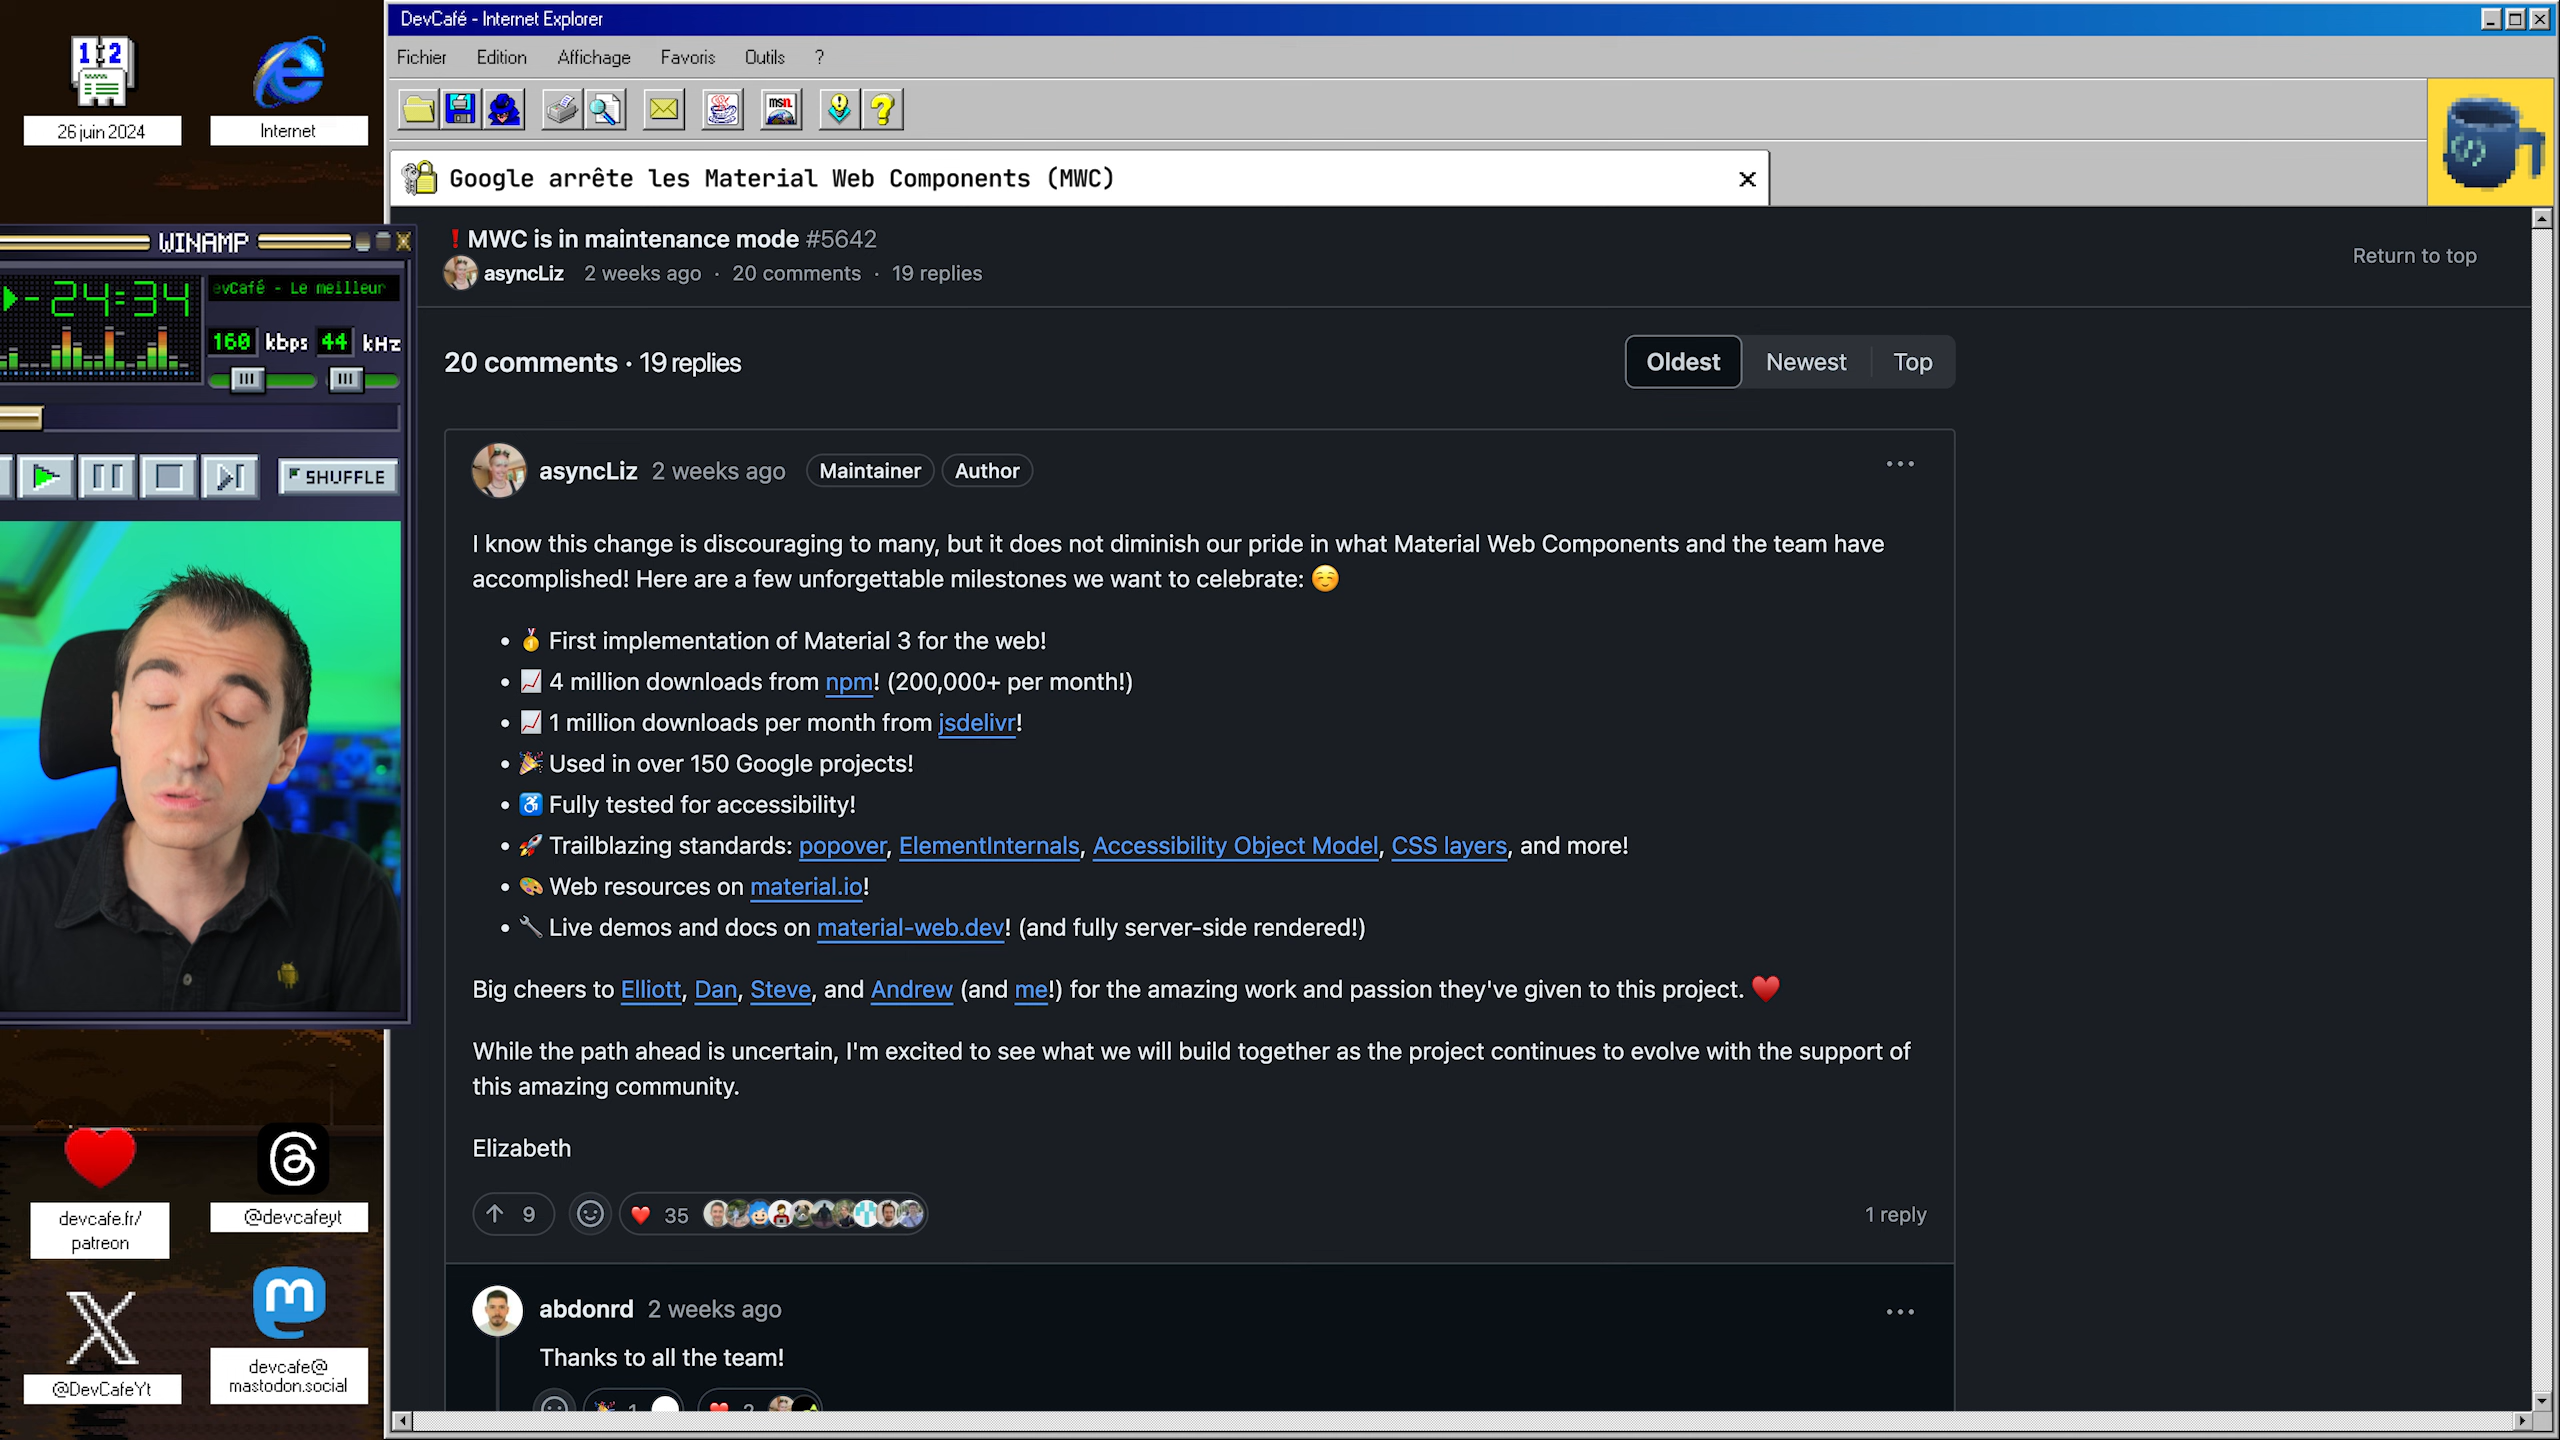 DevCafé - Internet Explorer
Fichier Edition Affichage Favoris Outils ?
12
26 juin 2024
Internet
msn
Google arrête les Material Web Components (MWC)
WINAMP
-24:34
evCafé - Le meilleur
160 kbps 44 kHz
SHUFFLE
MWC is in maintenance mode #5642
asyncLiz 2 weeks ago · 20 comments · 19 replies
Return to top
20 comments · 19 replies
Oldest Newest Top
asyncLiz 2 weeks ago Maintainer Author
I know this change is discouraging to many, but it does not diminish our pride in what Material Web Components and the team have
accomplished! Here are a few unforgettable milestones we want to celebrate: ☺️
• 🥇 First implementation of Material 3 for the web!
• 📈 4 million downloads from npm! (200,000+ per month!)
• 📈 1 million downloads per month from jsdelivr!
• 🎉 Used in over 150 Google projects!
• ♿ Fully tested for accessibility!
• 🚀 Trailblazing standards: popover, ElementInternals, Accessibility Object Model, CSS layers, and more!
• 🎨 Web resources on material.io!
• 🔧 Live demos and docs on material-web.dev! (and fully server-side rendered!)
Big cheers to Elliott, Dan, Steve, and Andrew (and me!) for the amazing work and passion they've given to this project. ❤️
While the path ahead is uncertain, I'm excited to see what we will build together as the project continues to evolve with the support of
this amazing community.
Elizabeth
9
35
1 reply
abdonrd 2 weeks ago
Thanks to all the team!
devcafe.fr/
patreon
@devcafeyt
@DevCafeYt
devcafe@
mastodon.social